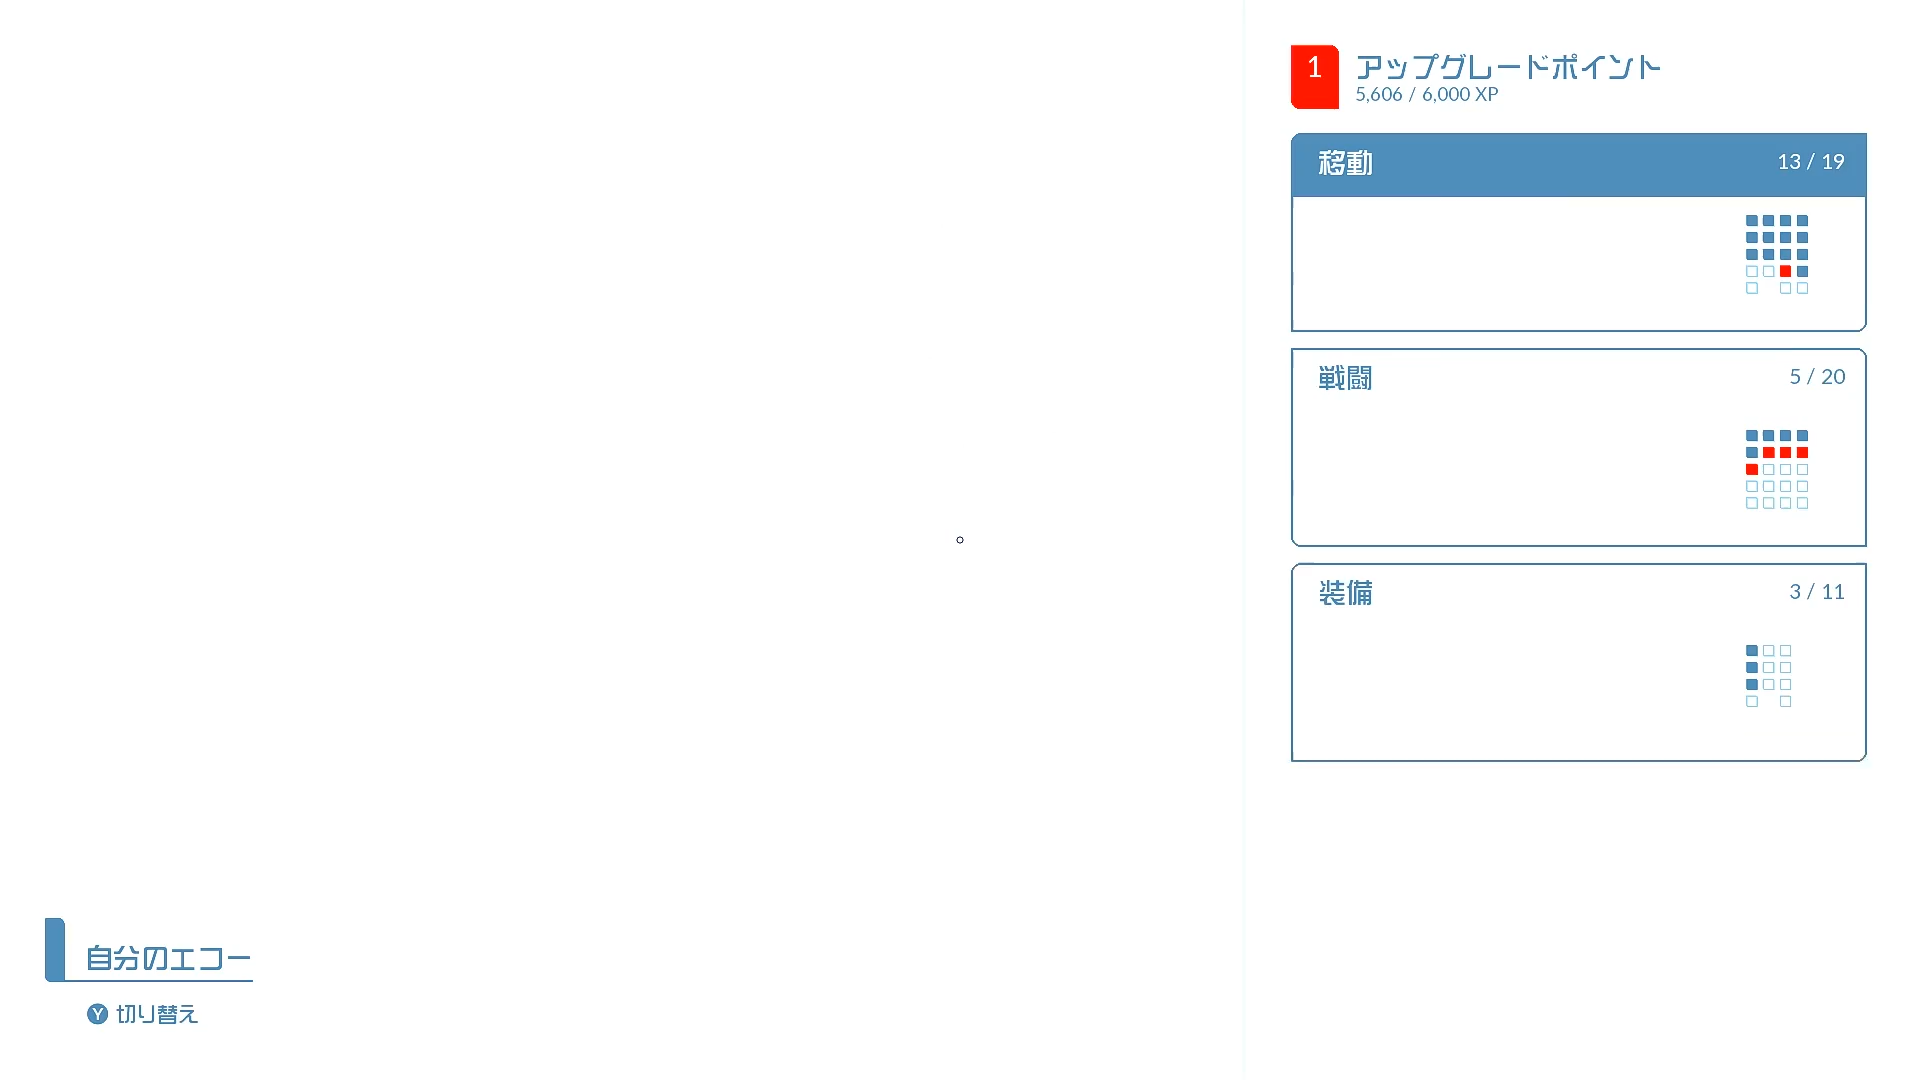 1
アップグレードポイント
5,606 / 6,000 XP
移動
13 / 19
戦闘
5 / 20
装備
3 / 11
自分のエコー
Y 切り替え